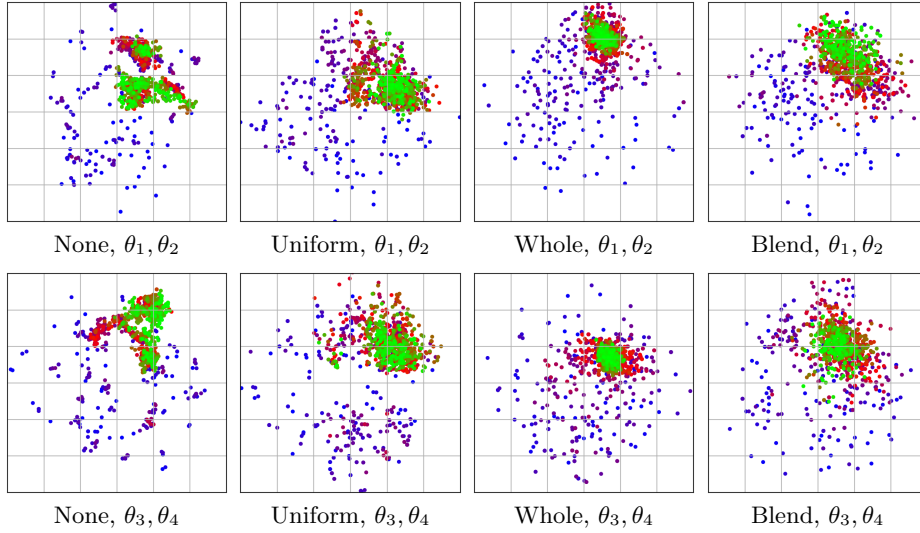 None, θ₁, θ₂ Uniform, θ₁, θ₂ Whole, θ₁, θ₂ Blend, θ₁, θ₂
None, θ₃, θ₄ Uniform, θ₃, θ₄ Whole, θ₃, θ₄ Blend, θ₃, θ₄